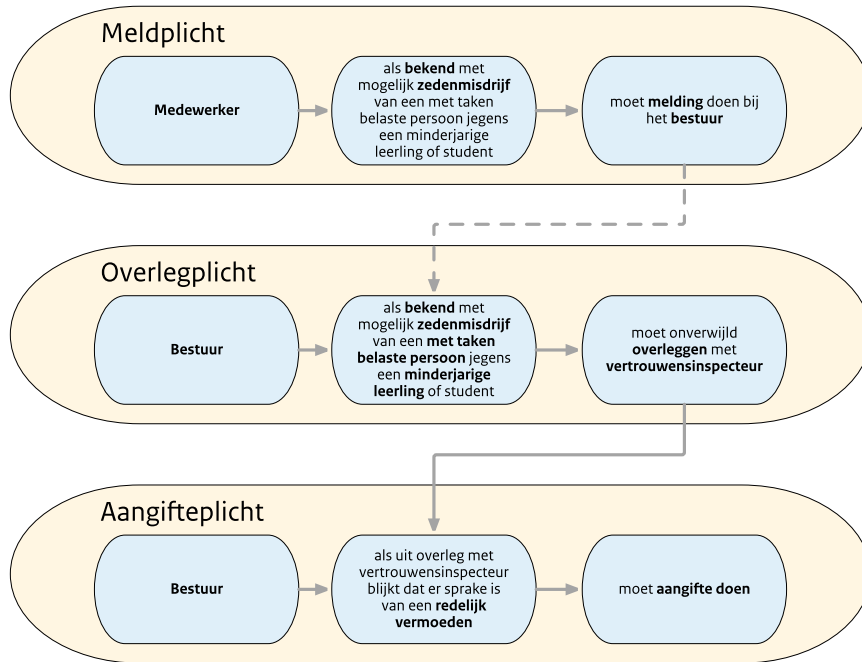 Meldplicht
Medewerker
als bekend met
mogelijk zedenmisdrijf
van een met taken
belaste persoon jegens
een minderjarige
leerling of student
moet melding doen bij
het bestuur
Overlegplicht
Bestuur
als bekend met
mogelijk zedenmisdrijf
van een met taken
belaste persoon jegens
een minderjarige
leerling of student
moet onverwijld
overleggen met
vertrouwensinspecteur
Aangifteplicht
Bestuur
als uit overleg met
vertrouwensinspecteur
blijkt dat er sprake is
van een redelijk
vermoeden
moet aangifte doen